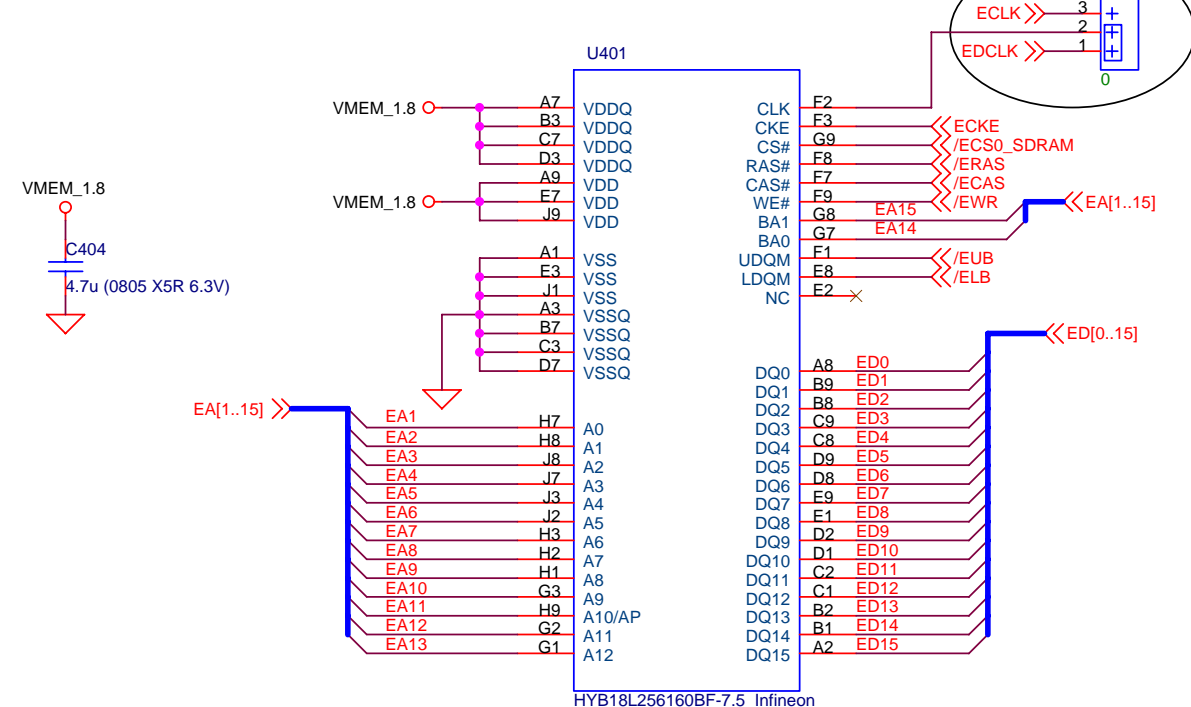 ECLK 3
2
EDCLK 1
0
U401
VMEM_1.8
A7 VDDQ
B3 VDDQ
C7 VDDQ
D3 VDDQ
VMEM_1.8
A9 VDD
E7 VDD
J9 VDD
A1 VSS
E3 VSS
J1 VSS
A3 VSSQ
B7 VSSQ
C3 VSSQ
D7 VSSQ
VMEM_1.8
C404
4.7u (0805 X5R 6.3V)
EA[1..15]
EA1 H7 A0
EA2 H8 A1
EA3 J8 A2
EA4 J7 A3
EA5 J3 A4
EA6 J2 A5
EA7 H3 A6
EA8 H2 A7
EA9 H1 A8
EA10 G3 A9
EA11 H9 A10/AP
EA12 G2 A11
EA13 G1 A12
CLK F2
CKE F3 ECKE
CS# G9 /ECS0_SDRAM
RAS# F8 /ERAS
CAS# F7 /ECAS
WE# F9 /EWR
BA1 G8 EA15 EA[1..15]
BA0 G7 EA14
UDQM F1 /EUB
LDQM E8 /ELB
NC E2
ED[0..15]
DQ0 A8 ED0
DQ1 B9 ED1
DQ2 B8 ED2
DQ3 C9 ED3
DQ4 C8 ED4
DQ5 D9 ED5
DQ6 D8 ED6
DQ7 E9 ED7
DQ8 E1 ED8
DQ9 D2 ED9
DQ10 D1 ED10
DQ11 C2 ED11
DQ12 C1 ED12
DQ13 B2 ED13
DQ14 B1 ED14
DQ15 A2 ED15
HYB18L256160BF-7.5 Infineon